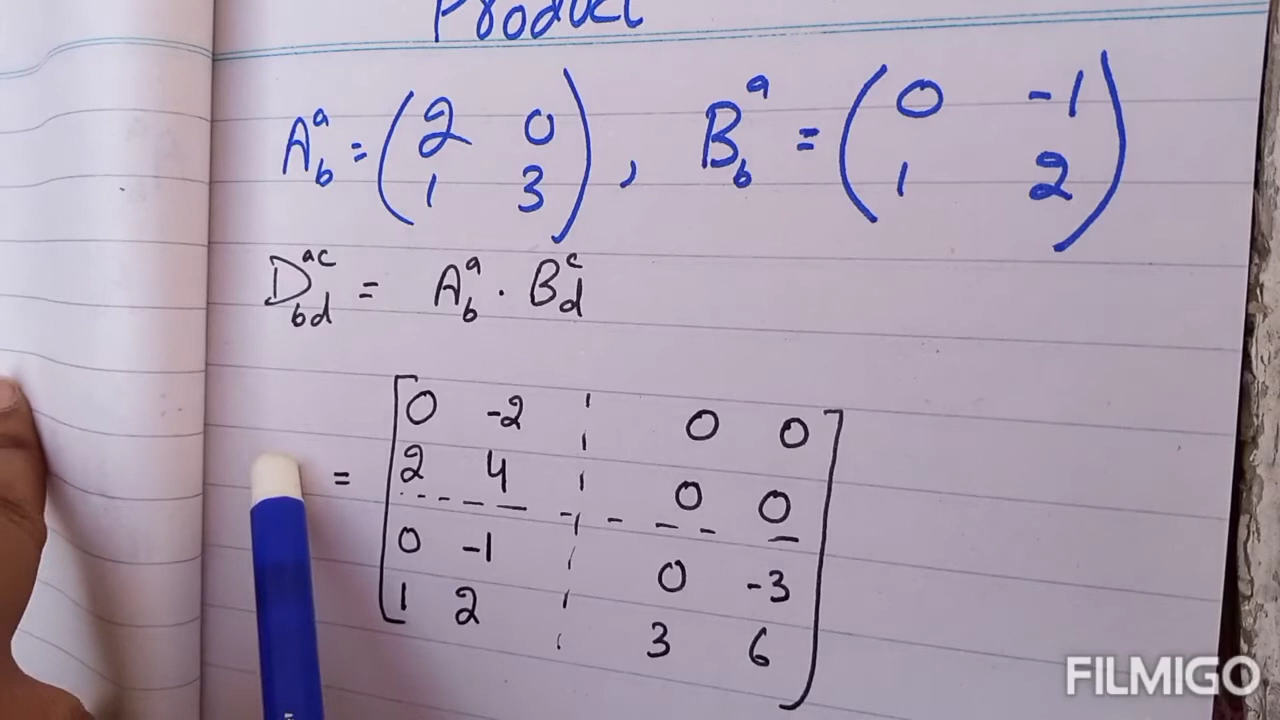 Product
A^a_b = (2 0
1 3), B^a_b = (0 -1
1 2)
D^ac_bd = A^a_b . B^c_d
= [0 -2 0 0
2 4 0 0
0 -1 0 -3
1 2 3 6]
FILMIGO